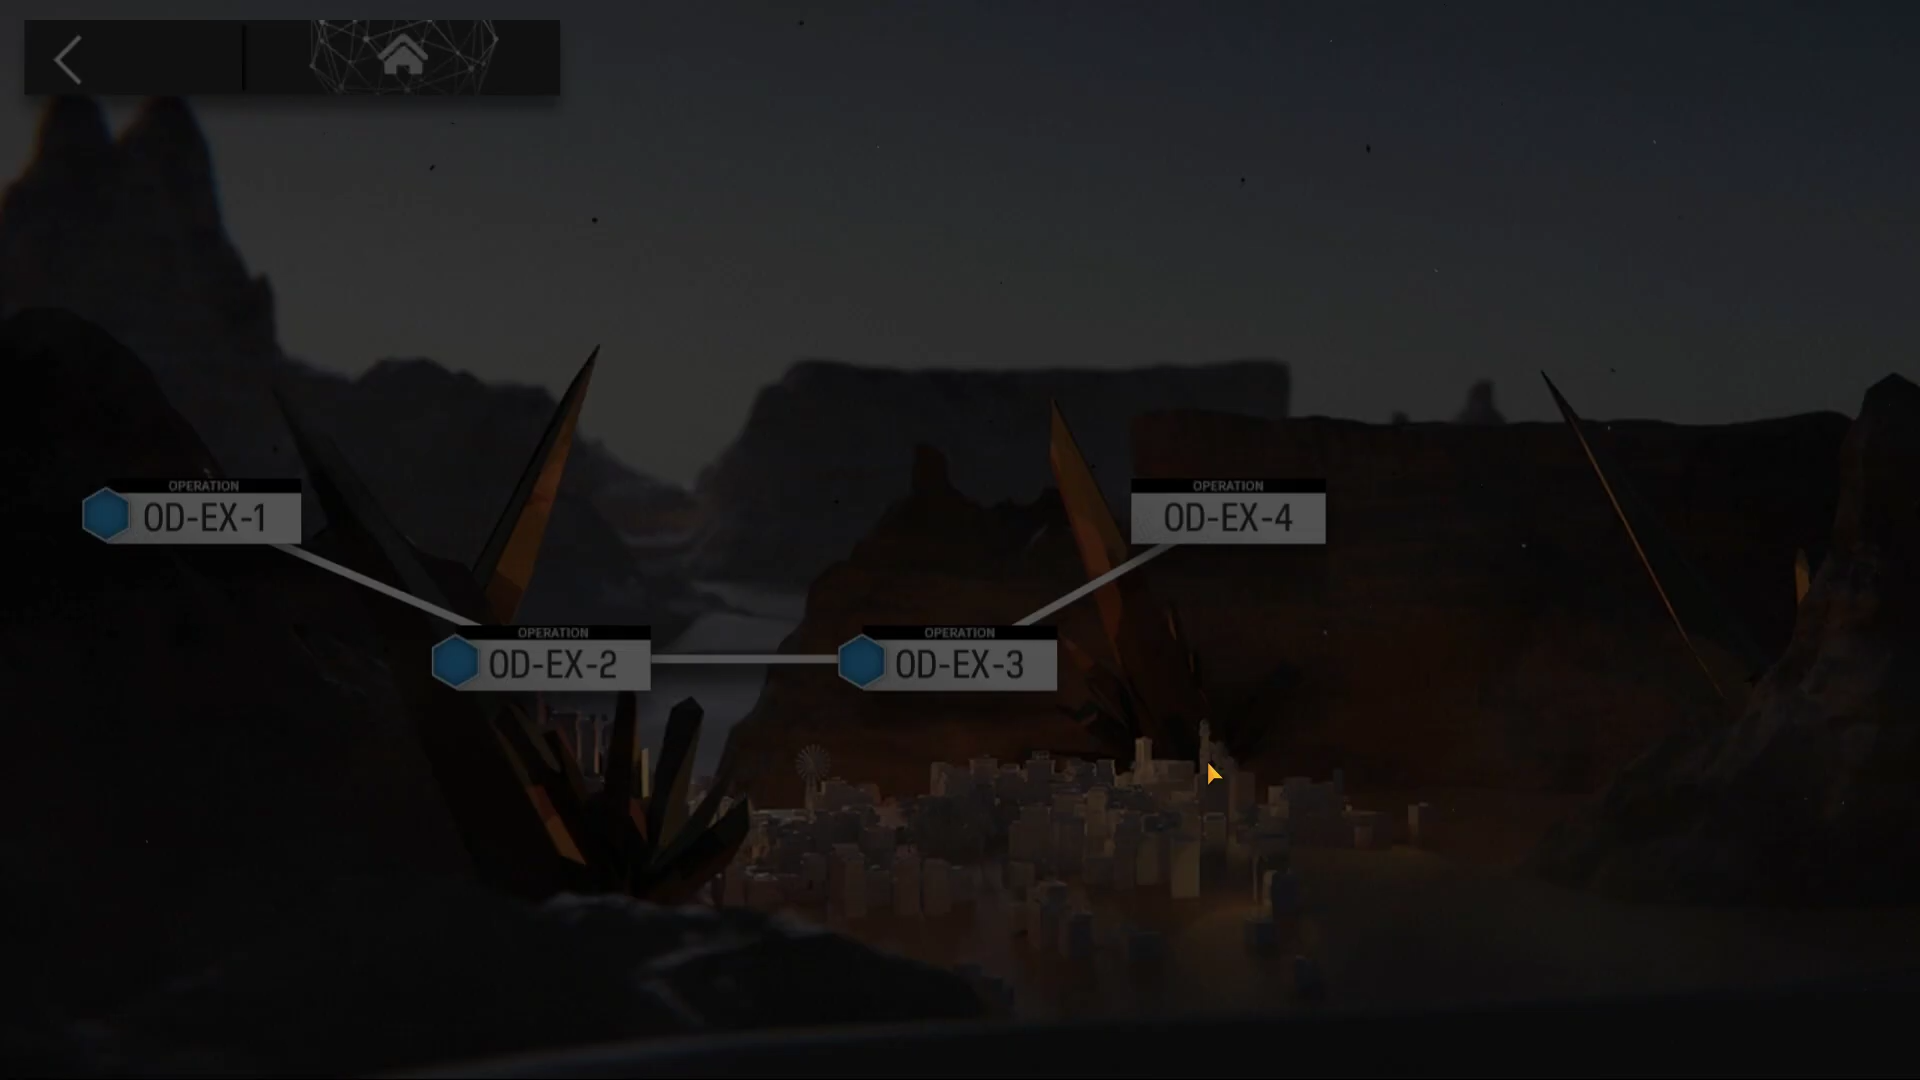 OPERATION
OD-EX-1
OPERATION
OD-EX-4
OPERATION
OD-EX-2
OPERATION
OD-EX-3